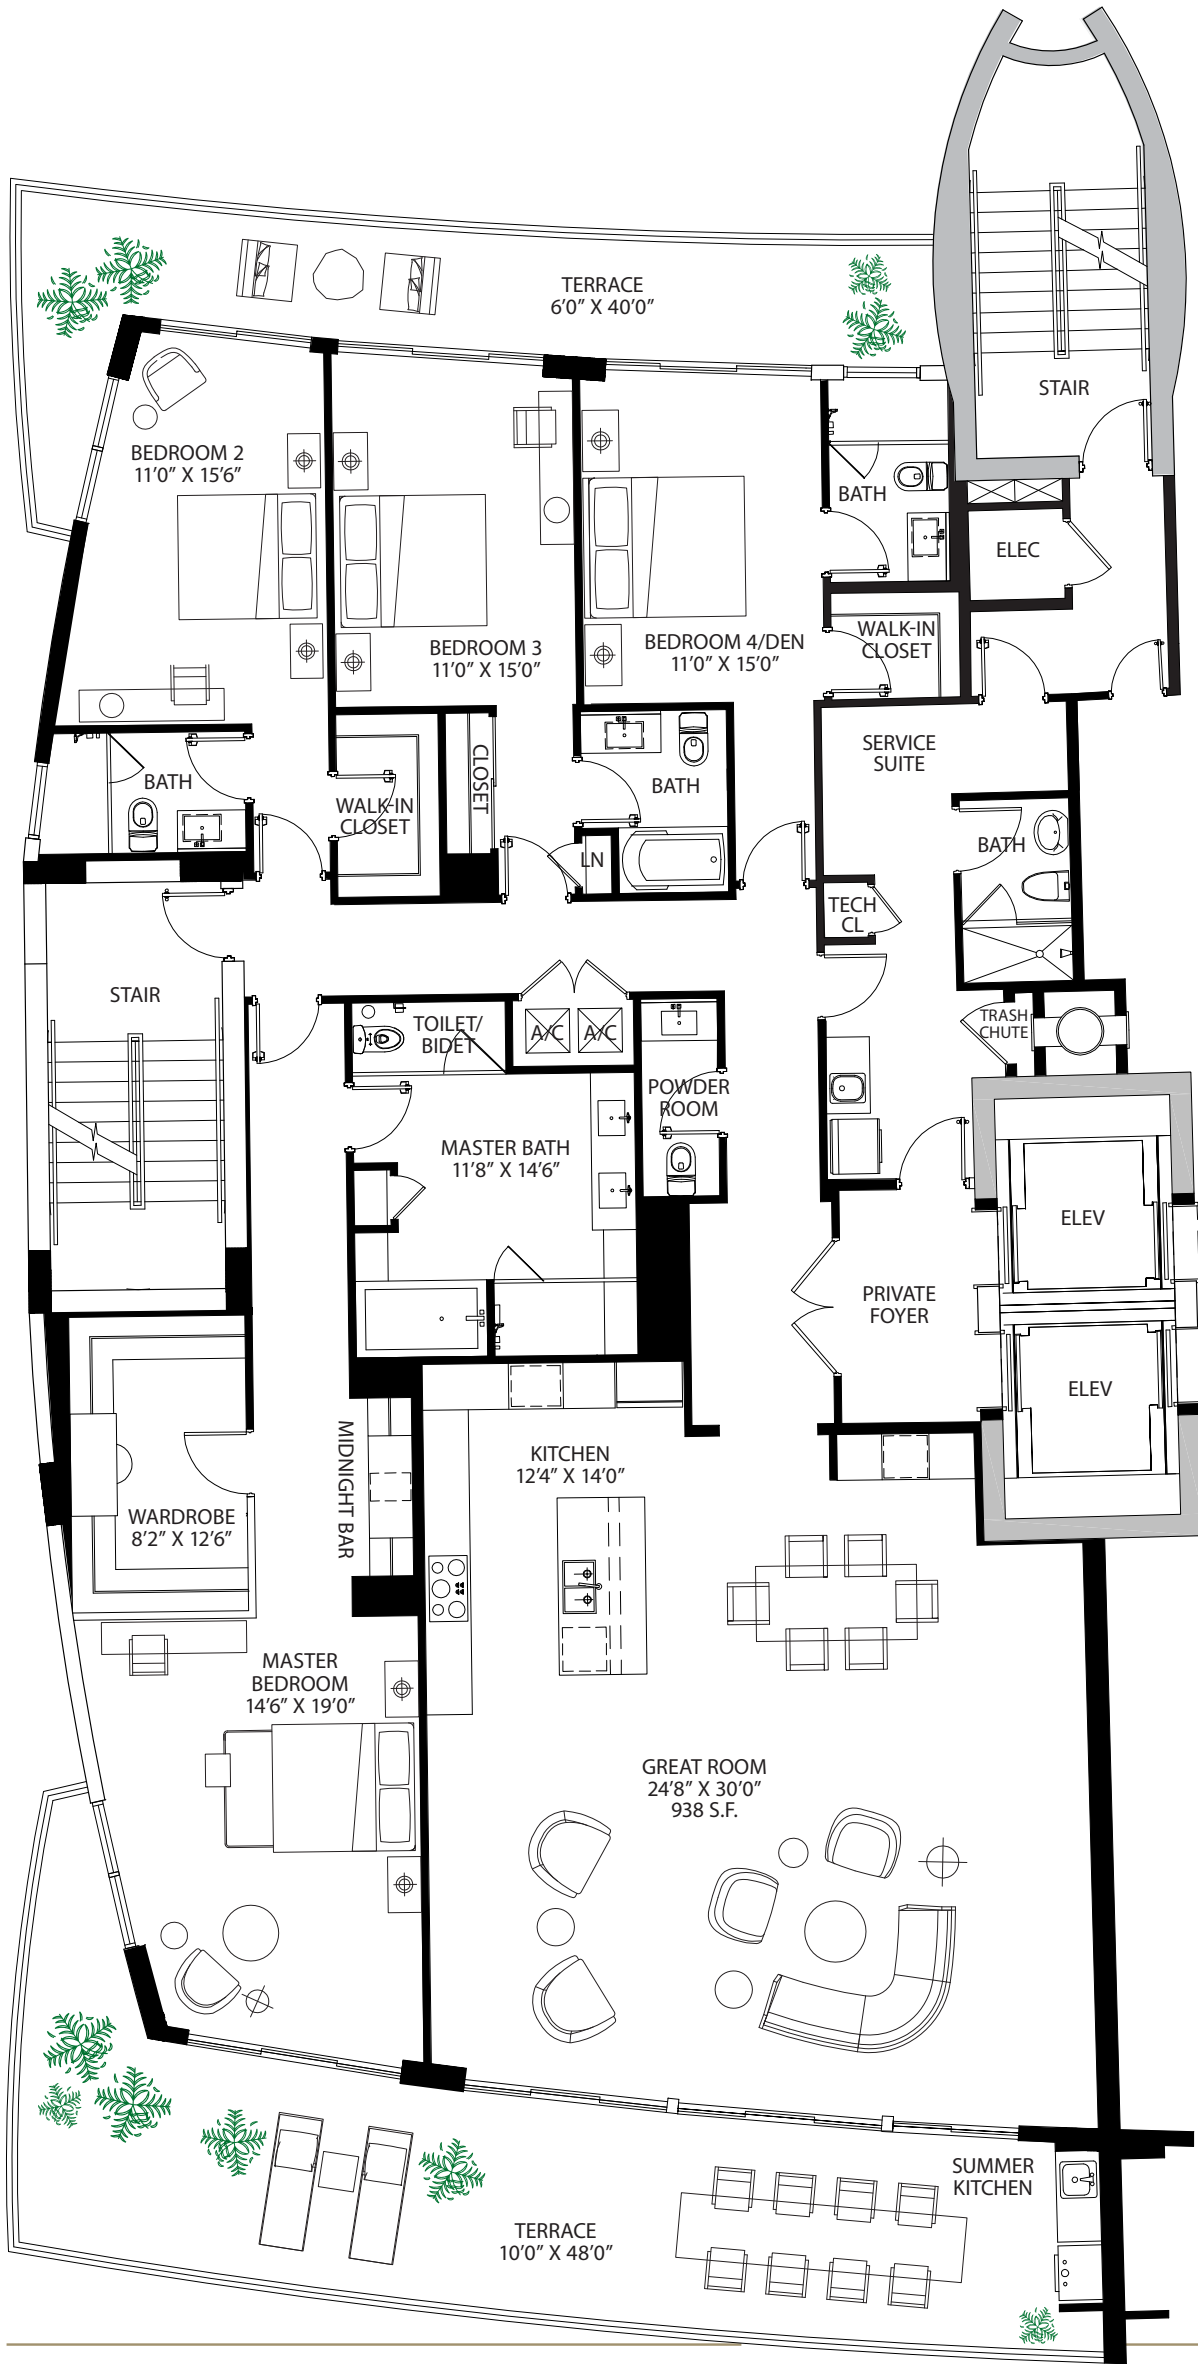 TERRACE
6'0" X 40'0"
STAIR
BEDROOM 2
11'0" X 15'6"
BATH
ELEC
BEDROOM 3
11'0" X 15'0"
BEDROOM 4/DEN
11'0" X 15'0"
WALK-IN
CLOSET
SERVICE
SUITE
BATH
WALK-IN
CLOSET
CLOSET
BATH
LN
BATH
TECH
CL
STAIR
TOILET/
BIDET
A/C
A/C
TRASH
CHUTE
POWDER
ROOM
MASTER BATH
11'8" X 14'6"
ELEV
PRIVATE
FOYER
ELEV
MIDNIGHT BAR
KITCHEN
12'4" X 14'0"
WARDROBE
8'2" X 12'6"
MASTER
BEDROOM
14'6" X 19'0"
GREAT ROOM
24'8" X 30'0"
938 S.F.
SUMMER
KITCHEN
TERRACE
10'0" X 48'0"